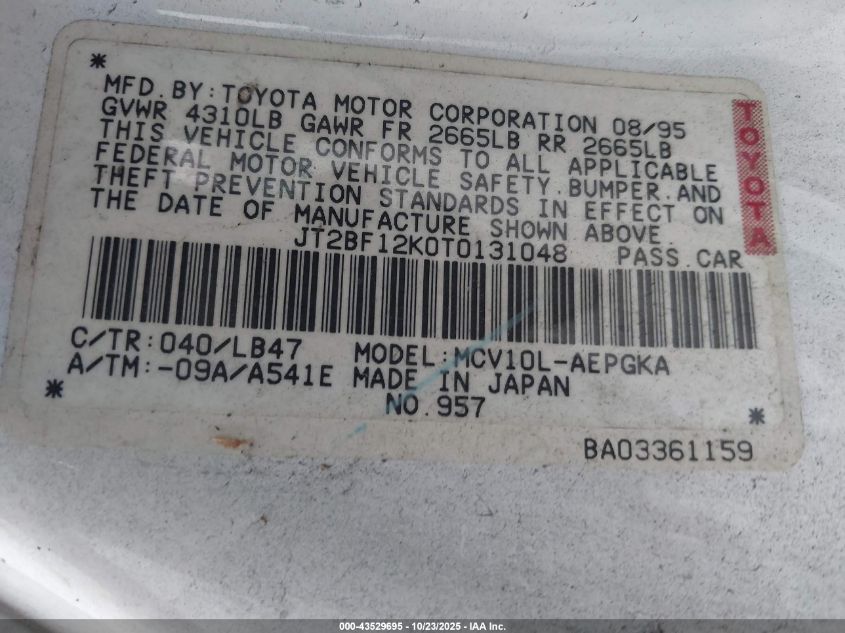 MFD.BY:TOYOTA MOTOR CORPORATION 08/95
GVWR 4310LB GAWR FR 2665LB RR 2665LB
THIS VEHICLE CONFORMS TO ALL APPLICABLE
FEDERAL MOTOR VEHICLE SAFETY.BUMPER.AND
THEFT PREVENTION STANDARDS IN EFFECT ON
THE DATE OF MANUFACTURE SHOWN ABOVE.
JT2BF12K0T0131048 PASS.CAR
C/TR:040/LB47 MODEL:MCV10L-AEPGKA
A/TM:-09A/A541E MADE IN JAPAN
NO.957
BA03361159
TOYOTA
000-43529695 - 10/23/2025 - IAA Inc.